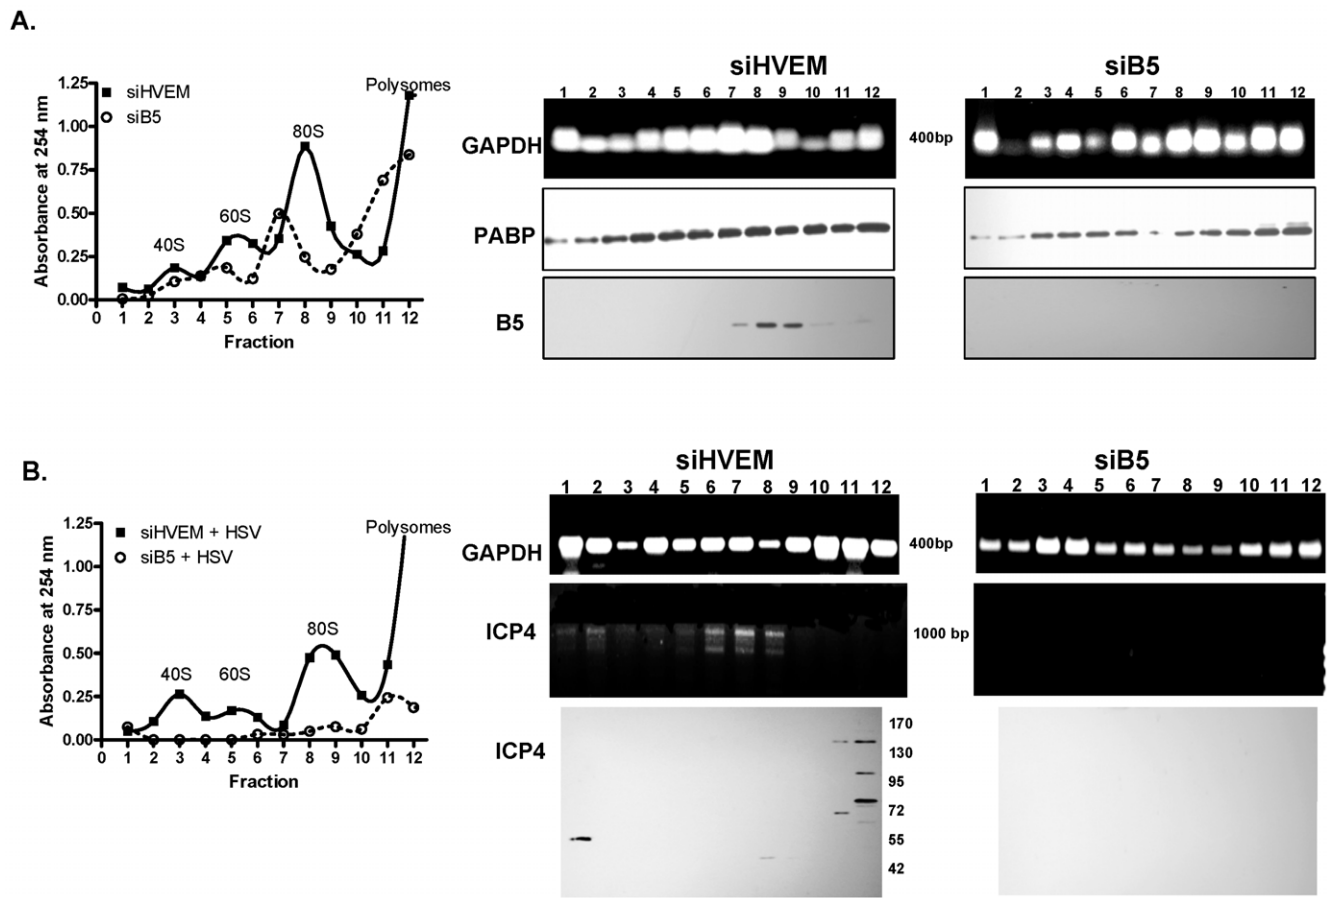 A.
siHVEM
siB5
1.25
1.00
0.75
0.50
0.25
0.00
Absorbance at 254 nm
siHVEM
siB5
40S
60S
80S
Polysomes
0 1 2 3 4 5 6 7 8 9 10 11 12
Fraction
1 2 3 4 5 6 7 8 9 10 11 12
1 2 3 4 5 6 7 8 9 10 11 12
GAPDH
400bp
PABP
B5
B.
siHVEM
siB5
1.25
1.00
0.75
0.50
0.25
0.00
Absorbance at 254 nm
siHVEM + HSV
siB5 + HSV
40S
60S
80S
Polysomes
0 1 2 3 4 5 6 7 8 9 10 11 12
Fraction
1 2 3 4 5 6 7 8 9 10 11 12
1 2 3 4 5 6 7 8 9 10 11 12
GAPDH
400bp
ICP4
1000 bp
ICP4
170
130
95
72
55
42